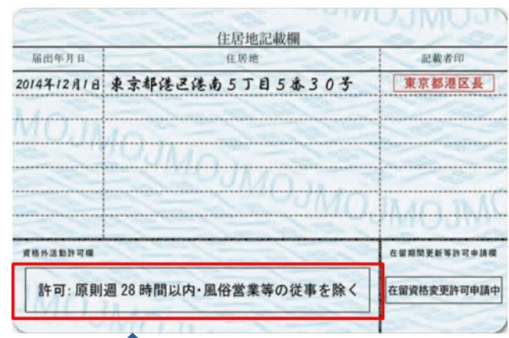 住居地記載欄
届出年月日 住居地 記載者印
2014年12月1日 東京都港区港南5丁目5番30号 東京都港区長
MOJMOJMOJMOJ
資格外活動許可欄 在留期間更新等許可申請欄
許可:原則週28時間以内・風俗営業等の従事を除く 在留資格変更許可申請中